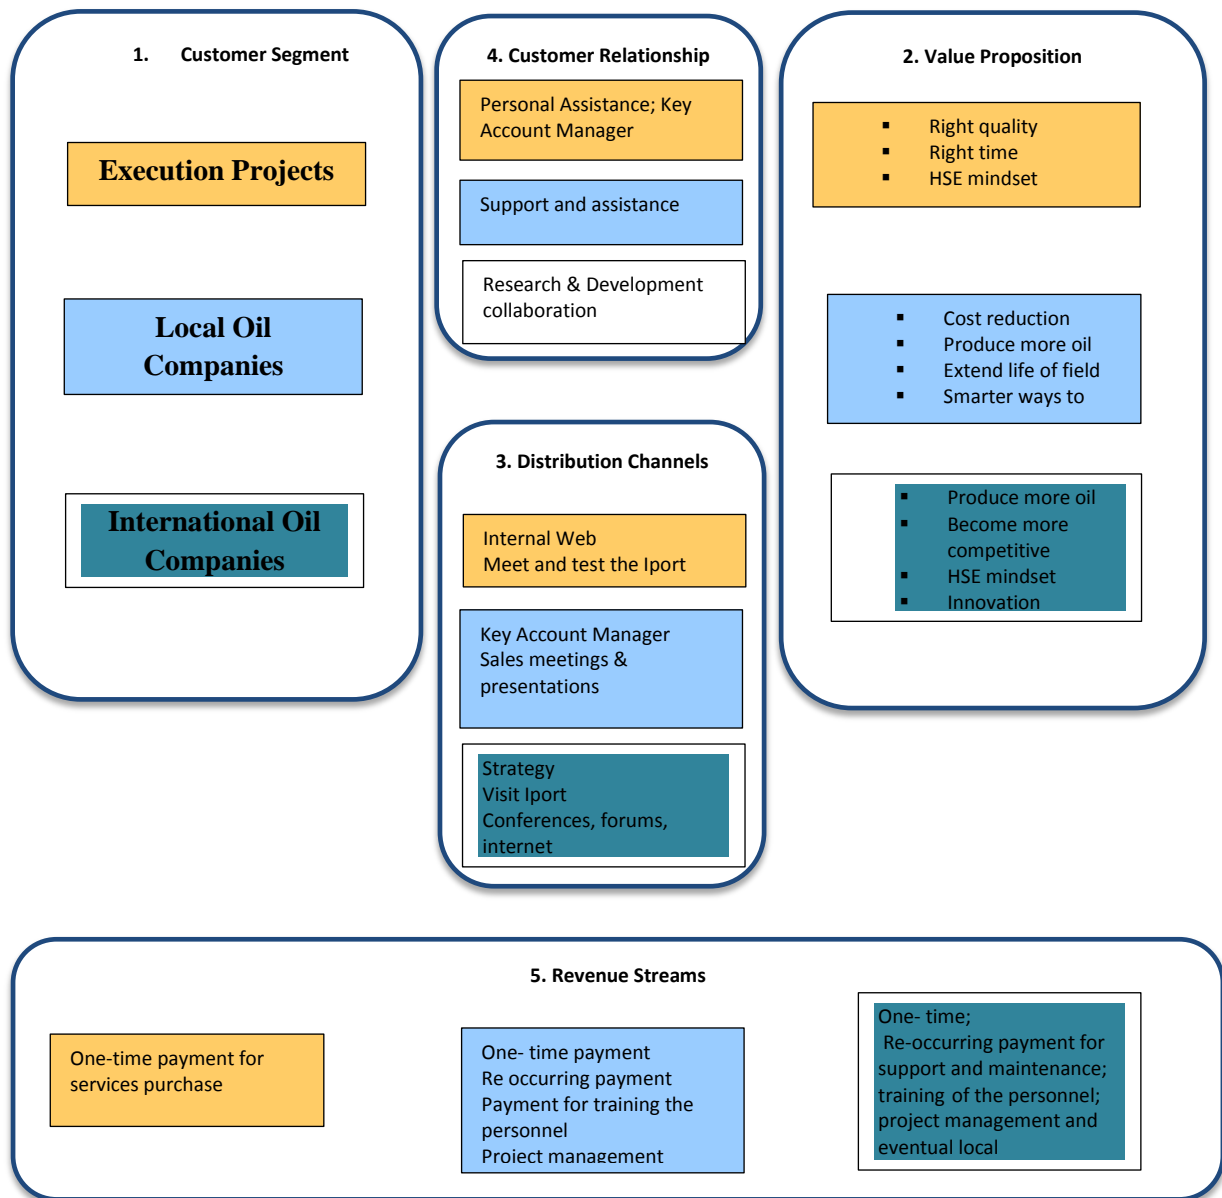 1. Customer Segment
Execution Projects
Local Oil
Companies
International Oil
Companies
4. Customer Relationship
Personal Assistance; Key
Account Manager
Support and assistance
Research & Development
collaboration
2. Value Proposition
▪ Right quality
▪ Right time
▪ HSE mindset
▪ Cost reduction
▪ Produce more oil
▪ Extend life of field
▪ Smarter ways to
▪ Produce more oil
▪ Become more
competitive
▪ HSE mindset
▪ Innovation
3. Distribution Channels
Internal Web
Meet and test the Iport
Key Account Manager
Sales meetings &
presentations
Strategy
Visit Iport
Conferences, forums,
internet
5. Revenue Streams
One-time payment for
services purchase
One- time payment
Re occurring payment
Payment for training the
personnel
Project management
One- time;
Re-occurring payment for
support and maintenance;
training of the personnel;
project management and
eventual local